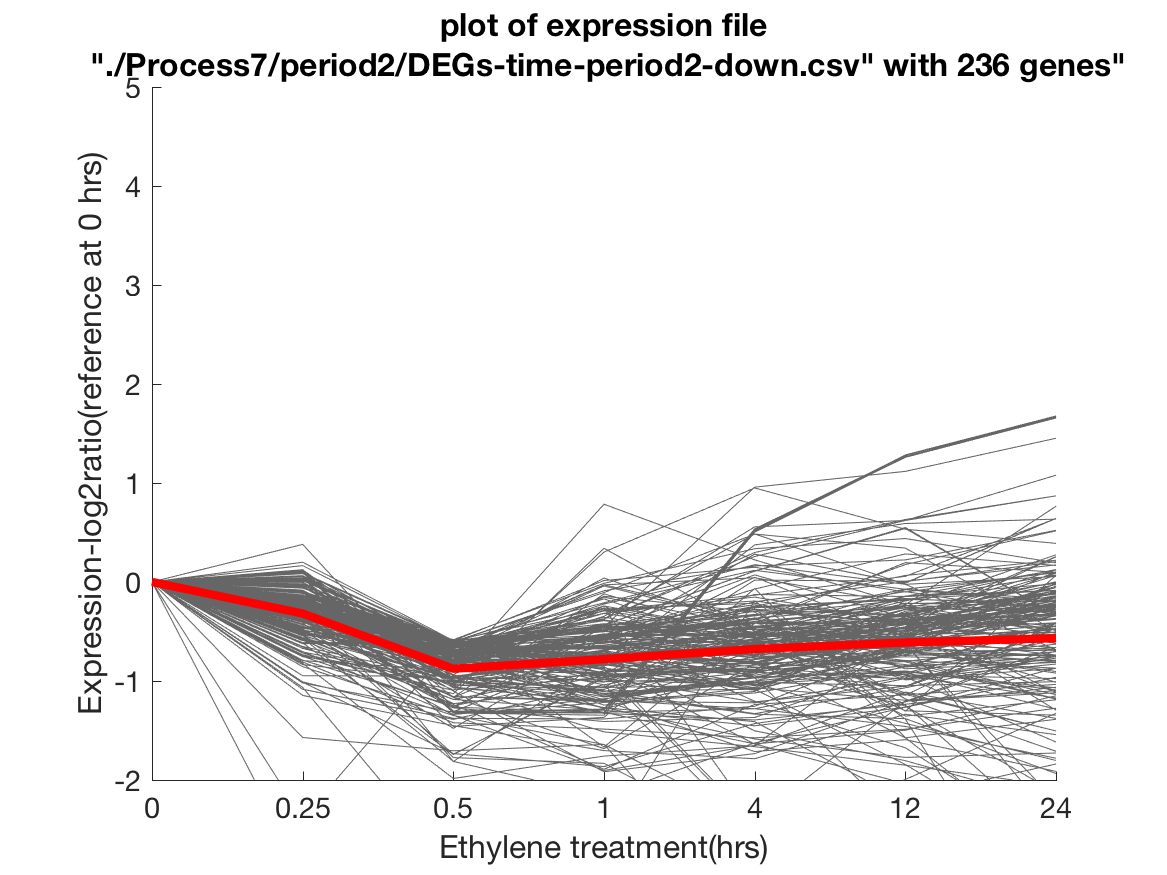 plot of expression file
"./Process7/period2/DEGs-time-period2-down.csv" with 236 genes"
Expression-log2ratio(reference at 0 hrs)
5
4
3
2
1
0
-1
-2
0 0.25 0.5 1 4 12 24
Ethylene treatment(hrs)